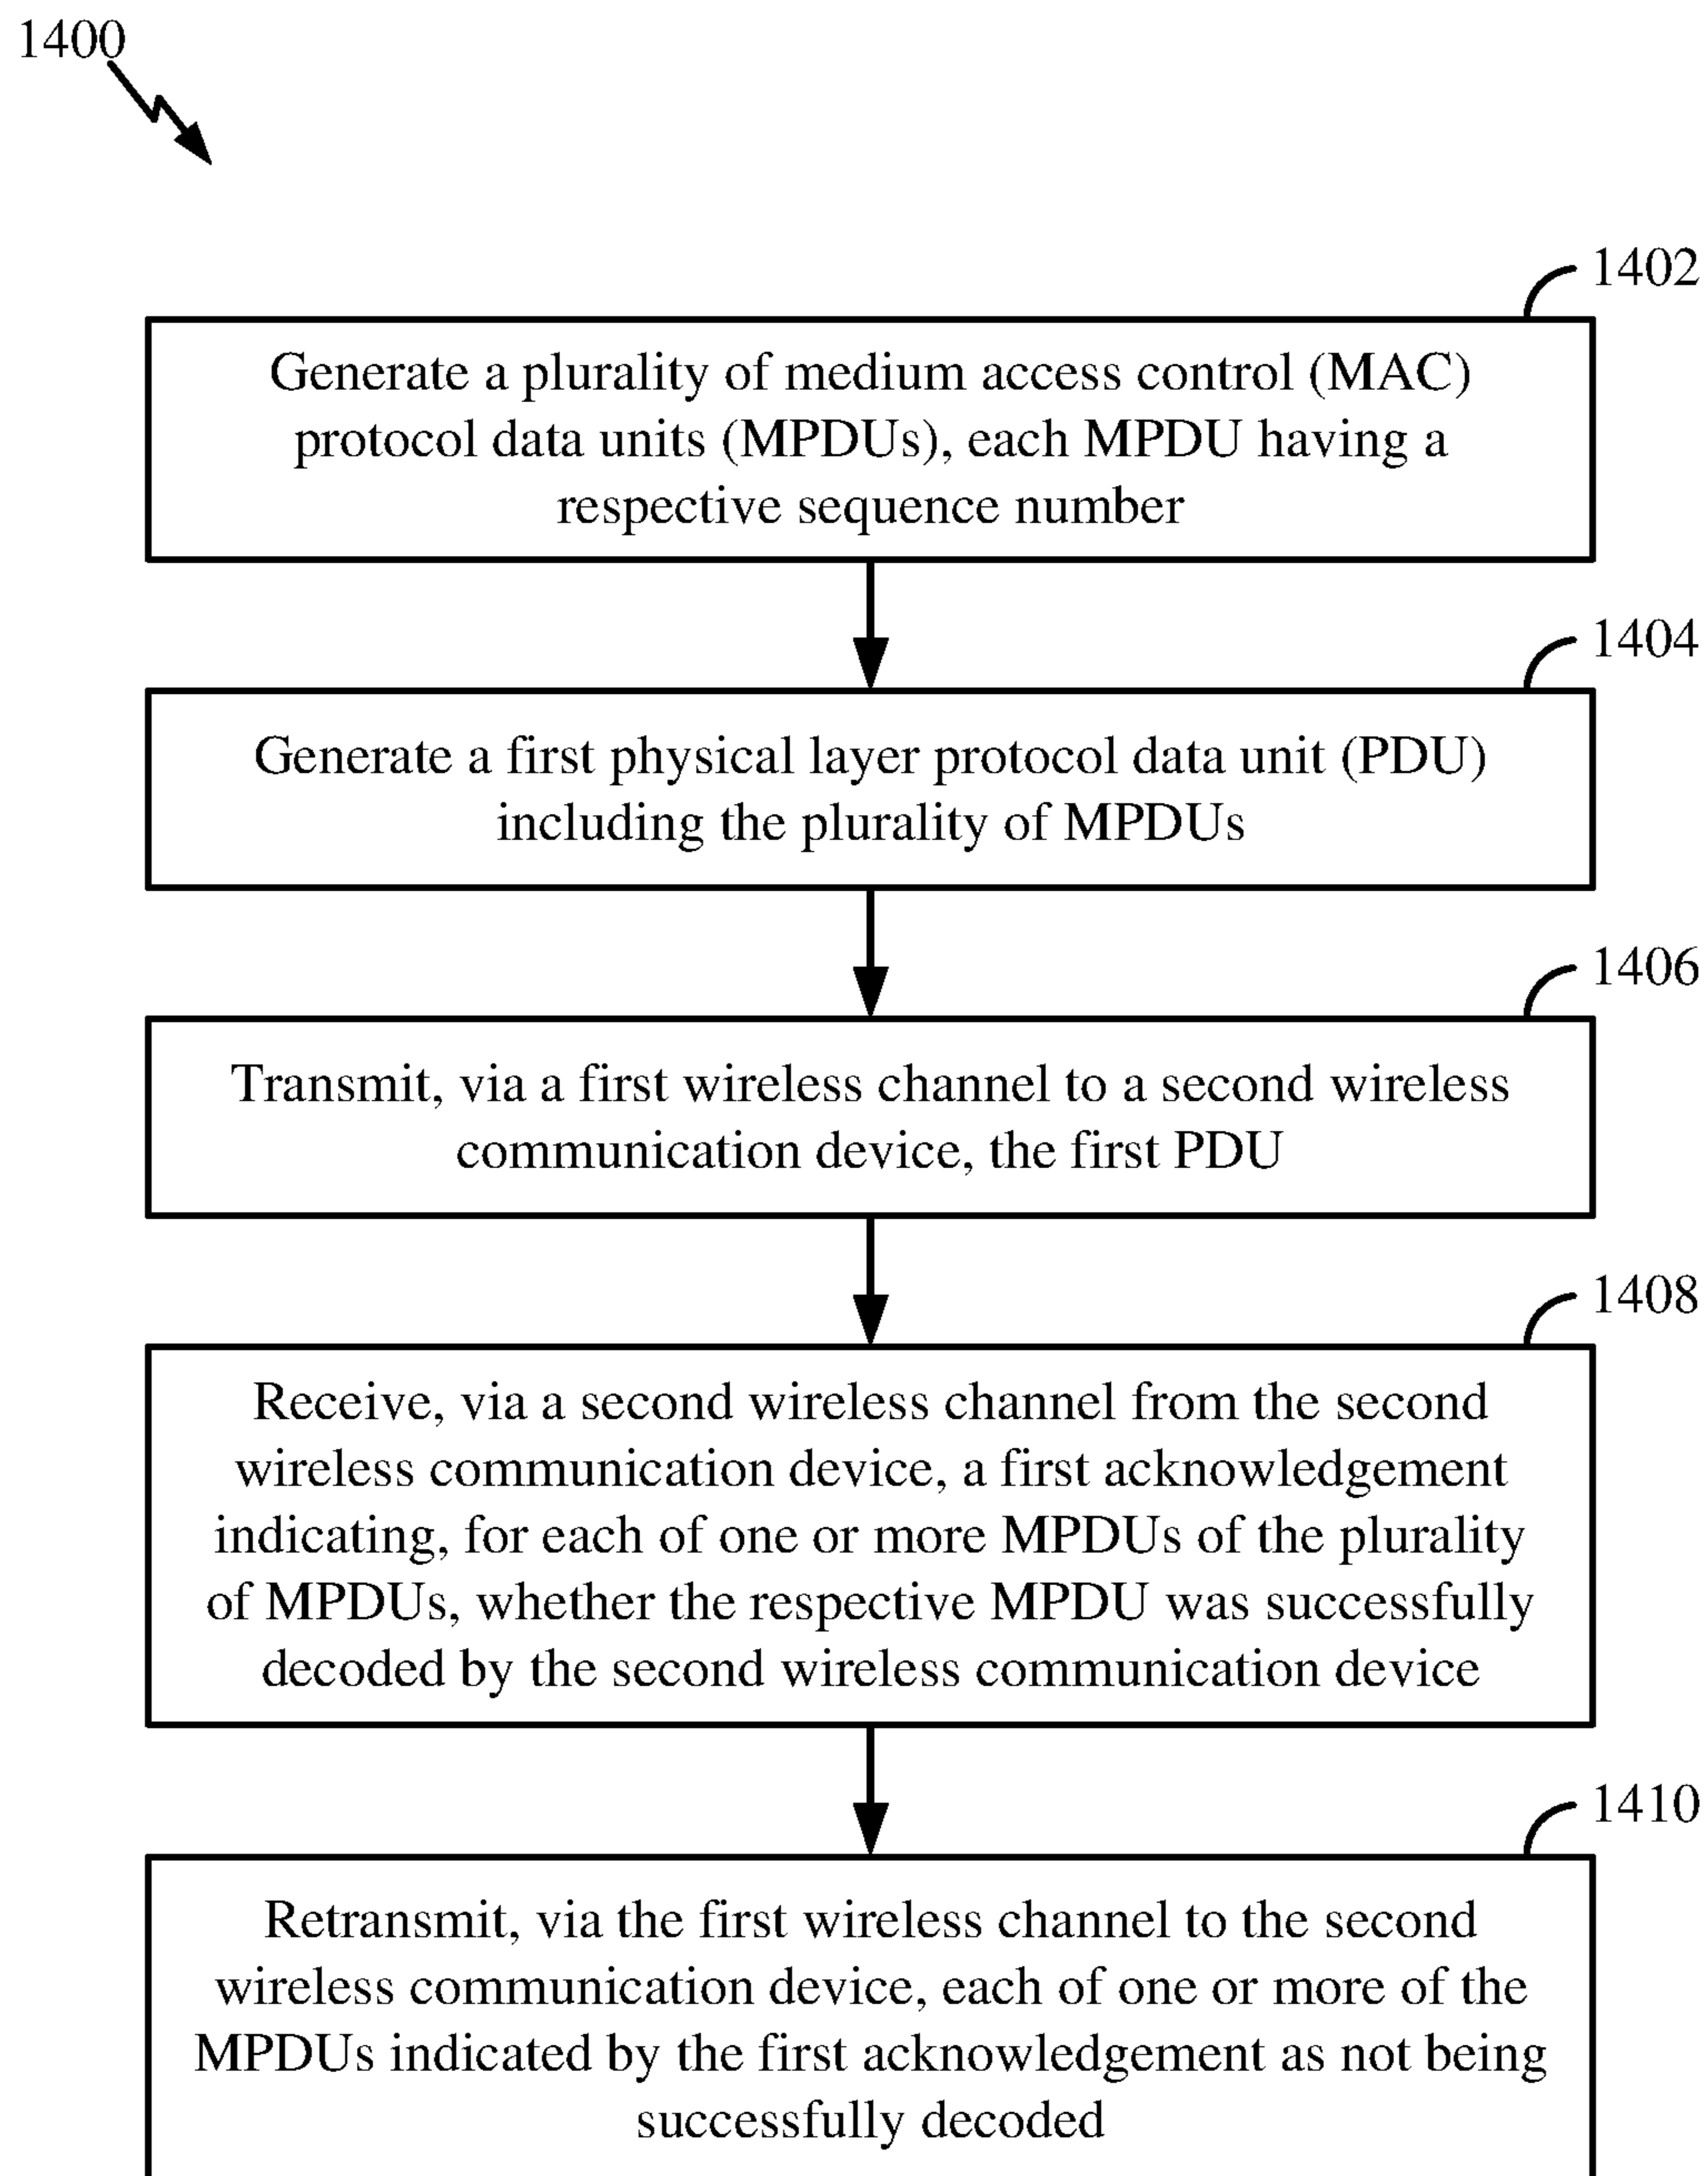 1400
1402
Generate a plurality of medium access control (MAC)
protocol data units (MPDUs), each MPDU having a
respective sequence number
1404
Generate a first physical layer protocol data unit (PDU)
including the plurality of MPDUs
1406
Transmit, via a first wireless channel to a second wireless
communication device, the first PDU
1408
Receive, via a second wireless channel from the second
wireless communication device, a first acknowledgement
indicating, for each of one or more MPDUs of the plurality
of MPDUs, whether the respective MPDU was successfully
decoded by the second wireless communication device
1410
Retransmit, via the first wireless channel to the second
wireless communication device, each of one or more of the
MPDUs indicated by the first acknowledgement as not being
successfully decoded